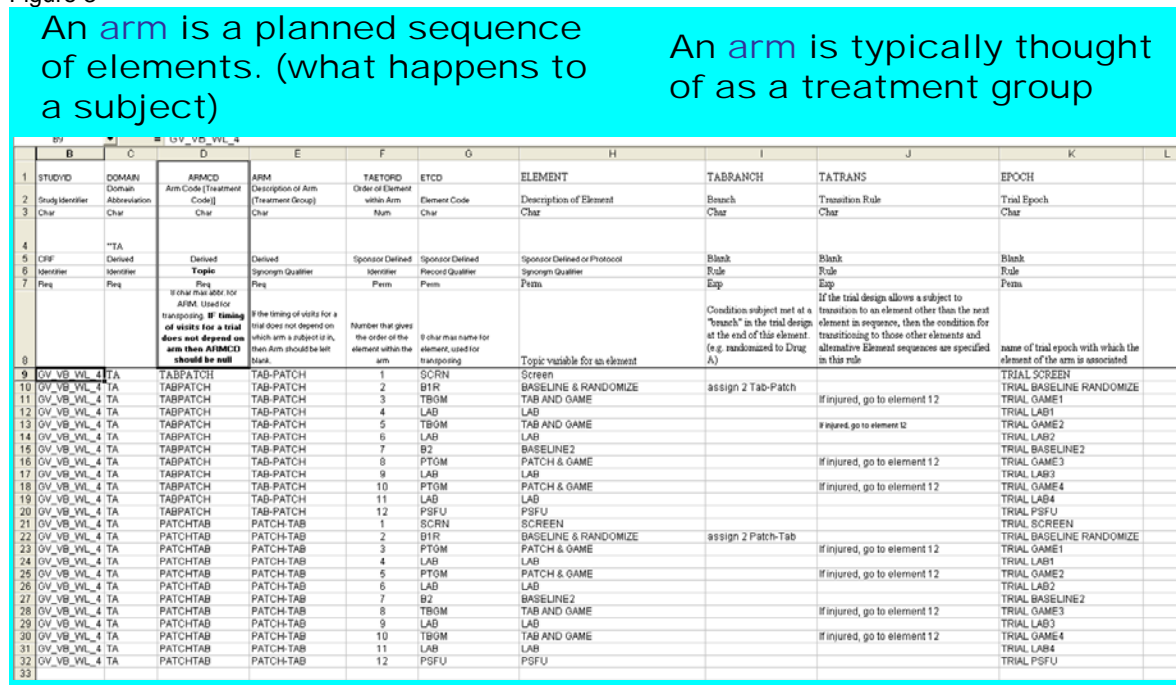 An arm is a planned sequence
of elements. (what happens to
a subject)
An arm is typically thought
of as a treatment group
B9 = GV_VB_WL_4
B C D E F G H I J K L
1 STUDYID DOMAIN ARMCD ARM TAETORD ETCD ELEMENT TABRANCH TATRANS EPOCH
2 Study Identifier Domain Abbreviation Arm Code (Treatment Code)] Description of Arm (Treatment Group) Order of Element within Arm Element Code Description of Element Branch Transition Rule Trial Epoch
3 Char Char Char Char Num Char Char Char Char Char
4 "TA
5 CRF Derived Derived Derived Sponsor Defined Sponsor Defined Sponsor Defined or Protocol Blank Blank Blank
6 Identifier Identifier Topic Synonym Qualifier Identifier Record Qualifier Synonym Qualifier Rule Rule Rule
7 Req Req Req Req Perm Perm Perm Exp Exp Perm
8 8 char max abbr. for ARM. Used for transposing. IF timing of visits for a trial does not depend on arm then ARMCD should be null If the timing of visits for a trial does not depend on which arm a subject is in, then Arm should be left blank. Number that gives the order of the element within the arm 8 char max name for element, used for transposing Topic variable for an element Condition subject met at a "branch" in the trial design at the end of this element. (e.g. randomized to Drug A) If the trial design allows a subject to transition to an element other than the next element in sequence, then the condition for transitioning to those other elements and alternative Element sequences are specified in this rule name of trial epoch with which the element of the arm is associated
9 GV_VB_WL_4 TA TABPATCH TAB-PATCH 1 SCRN Screen TRIAL SCREEN
10 GV_VB_WL_4 TA TABPATCH TAB-PATCH 2 B1R BASELINE & RANDOMIZE assign 2 Tab-Patch TRIAL BASELINE RANDOMIZE
11 GV_VB_WL_4 TA TABPATCH TAB-PATCH 3 TBGM TAB AND GAME If injured, go to element 12 TRIAL GAME1
12 GV_VB_WL_4 TA TABPATCH TAB-PATCH 4 LAB LAB TRIAL LAB1
13 GV_VB_WL_4 TA TABPATCH TAB-PATCH 5 TBGM TAB AND GAME If injured, go to element 12 TRIAL GAME2
14 GV_VB_WL_4 TA TABPATCH TAB-PATCH 6 LAB LAB TRIAL LAB2
15 GV_VB_WL_4 TA TABPATCH TAB-PATCH 7 B2 BASELINE2 TRIAL BASELINE2
16 GV_VB_WL_4 TA TABPATCH TAB-PATCH 8 PTGM PATCH & GAME If injured, go to element 12 TRIAL GAME3
17 GV_VB_WL_4 TA TABPATCH TAB-PATCH 9 LAB LAB TRIAL LAB3
18 GV_VB_WL_4 TA TABPATCH TAB-PATCH 10 PTGM PATCH & GAME If injured, go to element 12 TRIAL GAME4
19 GV_VB_WL_4 TA TABPATCH TAB-PATCH 11 LAB LAB TRIAL LAB4
20 GV_VB_WL_4 TA TABPATCH TAB-PATCH 12 PSFU PSFU TRIAL PSFU
21 GV_VB_WL_4 TA PATCHTAB PATCH-TAB 1 SCRN SCREEN TRIAL SCREEN
22 GV_VB_WL_4 TA PATCHTAB PATCH-TAB 2 B1R BASELINE & RANDOMIZE assign 2 Patch-Tab TRIAL BASELINE RANDOMIZE
23 GV_VB_WL_4 TA PATCHTAB PATCH-TAB 3 PTGM PATCH & GAME If injured, go to element 12 TRIAL GAME1
24 GV_VB_WL_4 TA PATCHTAB PATCH-TAB 4 LAB LAB TRIAL LAB1
25 GV_VB_WL_4 TA PATCHTAB PATCH-TAB 5 PTGM PATCH & GAME If injured, go to element 12 TRIAL GAME2
26 GV_VB_WL_4 TA PATCHTAB PATCH-TAB 6 LAB LAB TRIAL LAB2
27 GV_VB_WL_4 TA PATCHTAB PATCH-TAB 7 B2 BASELINE2 TRIAL BASELINE2
28 GV_VB_WL_4 TA PATCHTAB PATCH-TAB 8 TBGM TAB AND GAME If injured, go to element 12 TRIAL GAME3
29 GV_VB_WL_4 TA PATCHTAB PATCH-TAB 9 LAB LAB TRIAL LAB3
30 GV_VB_WL_4 TA PATCHTAB PATCH-TAB 10 TBGM TAB AND GAME If injured, go to element 12 TRIAL GAME4
31 GV_VB_WL_4 TA PATCHTAB PATCH-TAB 11 LAB LAB TRIAL LAB4
32 GV_VB_WL_4 TA PATCHTAB PATCH-TAB 12 PSFU PSFU TRIAL PSFU
33